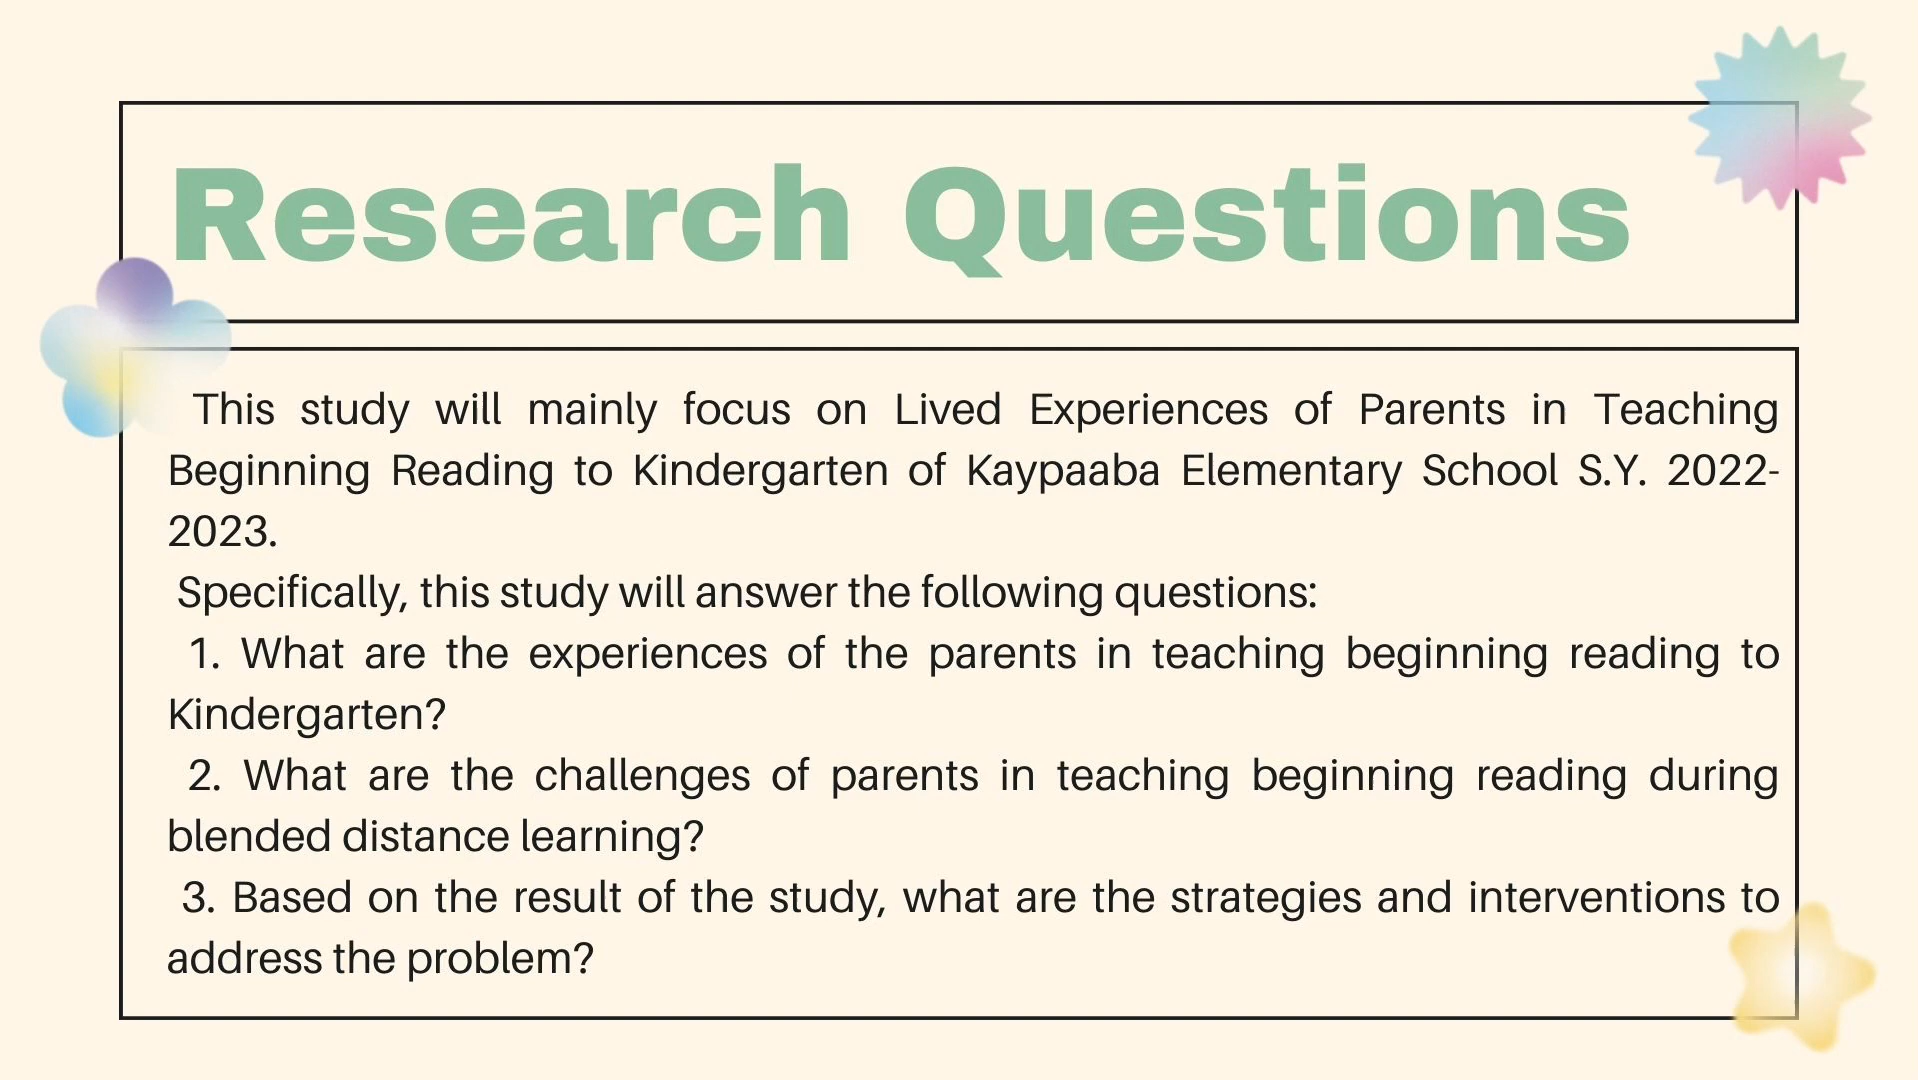 Research Questions
This study will mainly focus on Lived Experiences of Parents in Teaching
Beginning Reading to Kindergarten of Kaypaaba Elementary School S.Y. 2022-
2023.
Specifically, this study will answer the following questions:
1. What are the experiences of the parents in teaching beginning reading to
Kindergarten?
2. What are the challenges of parents in teaching beginning reading during
blended distance learning?
3. Based on the result of the study, what are the strategies and interventions to
address the problem?